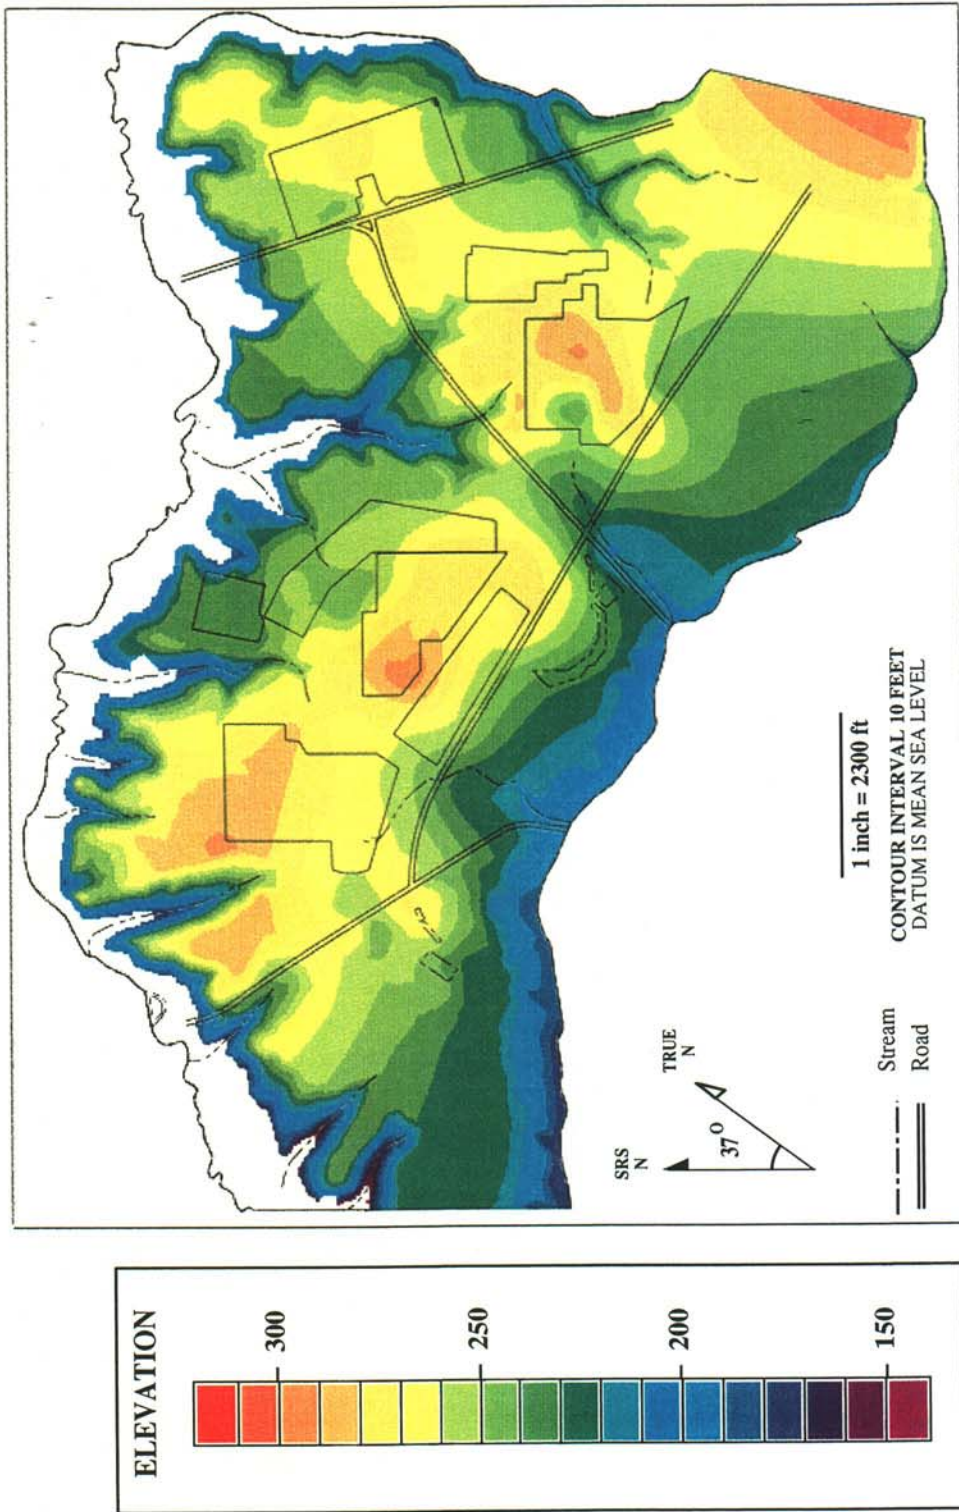 ELEVATION
300
250
200
150
SRS
N
TRUE
N
37°
Stream
Road
1 inch = 2300 ft
CONTOUR INTERVAL 10 FEET
DATUM IS MEAN SEA LEVEL